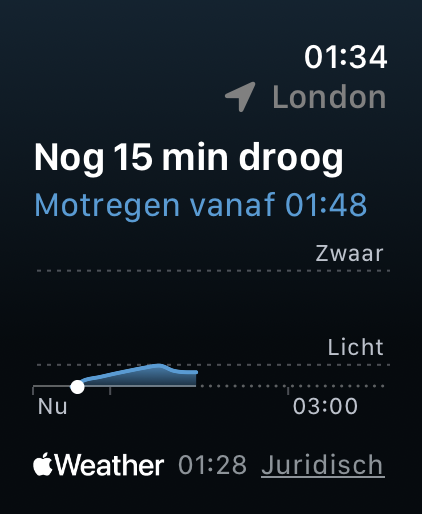 01:34
London
Nog 15 min droog
Motregen vanaf 01:48
Zwaar
Licht
Nu 03:00
Weather 01:28 Juridisch